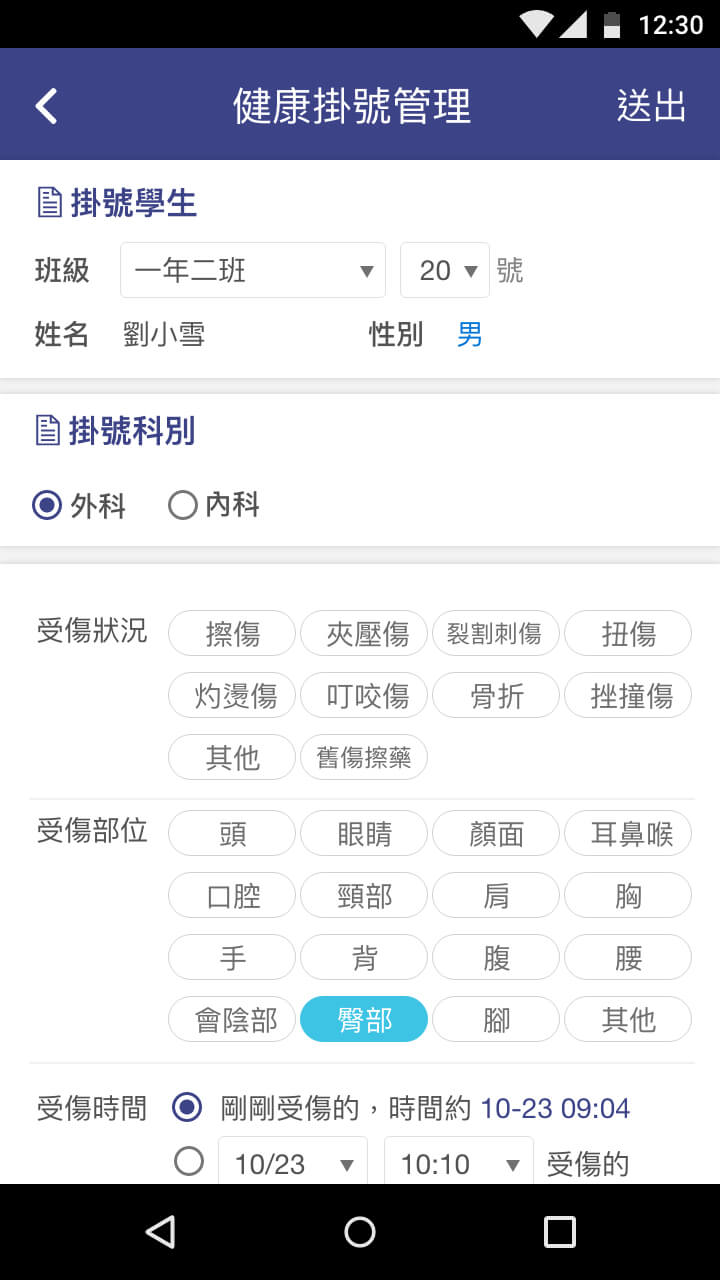 12:30
健康掛號管理 送出
掛號學生
班級 一年二班 20 號
姓名 劉小雪 性別 男
掛號科別
外科 內科
受傷狀況 擦傷 夾壓傷 裂割刺傷 扭傷
灼燙傷 叮咬傷 骨折 挫撞傷
其他 舊傷擦藥
受傷部位 頭 眼睛 顏面 耳鼻喉
口腔 頸部 肩 胸
手 背 腹 腰
會陰部 臀部 腳 其他
受傷時間 剛剛受傷的，時間約 10-23 09:04
10/23 10:10 受傷的